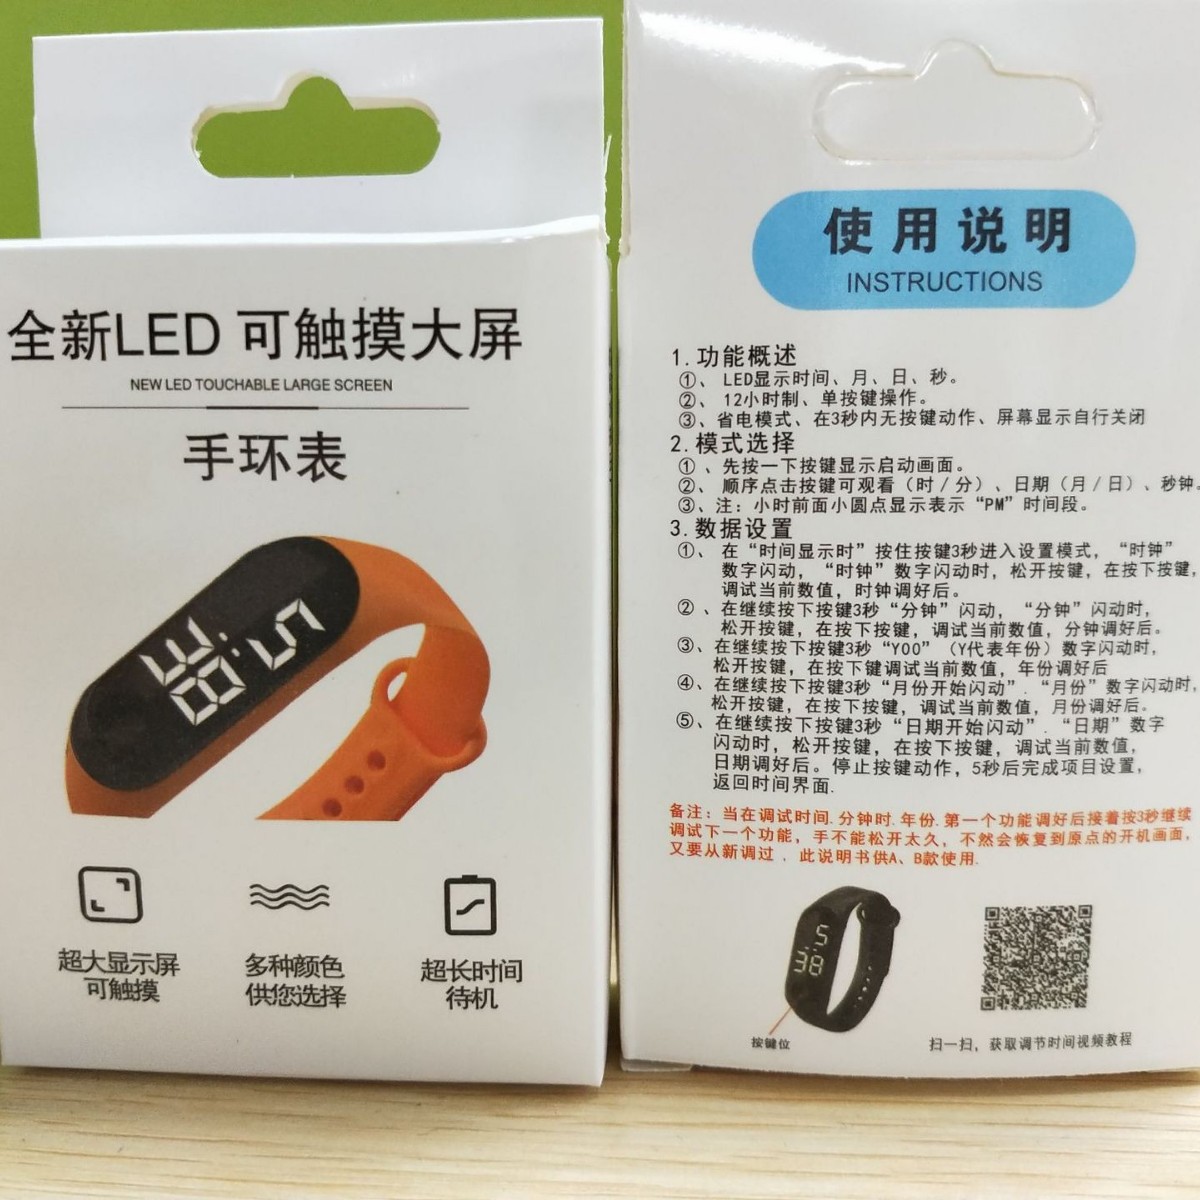 全新LED 可触摸大屏
NEW LED TOUCHABLE LARGE SCREEN
手环表
超大显示屏
可触摸
多种颜色
供您选择
超长时间
待机
使用说明
INSTRUCTIONS
1.功能概述
①、 LED显示时间、月、日、秒。
②、 12小时制、单按键操作。
③、省电模式、在3秒内无按键动作、屏幕显示自行关闭
2.模式选择
①、先按一下按键显示启动画面。
②、 顺序点击按键可观看（时/分）、日期（月/日）、秒钟。
③、注：小时前面小圆点显示表示“PM”时间段。
3.数据设置
①、 在“时间显示时”按住按键3秒进入设置模式，“时钟”
数字闪动，“时钟”数字闪动时，松开按键，在按下按键，
调试当前数值，时钟调好后。
②、在继续按下按键3秒“分钟”闪动，“分钟”闪动时，
松开按键，在按下按键，调试当前数值，分钟调好后。
③、在继续按下按键3秒“Y00”（Y代表年份）数字闪动时，
松开按键，在按下键调试当前数值，年份调好后
④、在继续按下按键3秒“月份开始闪动”．“月份”数字闪动时，
松开按键，在按下按键，调试当前数值，月份调好后。
⑤、在继续按下按键3秒“日期开始闪动”．“日期”数字
闪动时，松开按键，在按下按键，调试当前数值，
日期调好后。停止按键动作，5秒后完成项目设置，
返回时间界面.
备注：当在调试时间.分钟时.年份.第一个功能调好后接着按3秒继续
调试下一个功能，手不能松开太久，不然会恢复到原点的开机画面，
又要从新调过 ．此说明书供A、B款使用.
5
38
按键位
扫一扫，获取调节时间视频教程